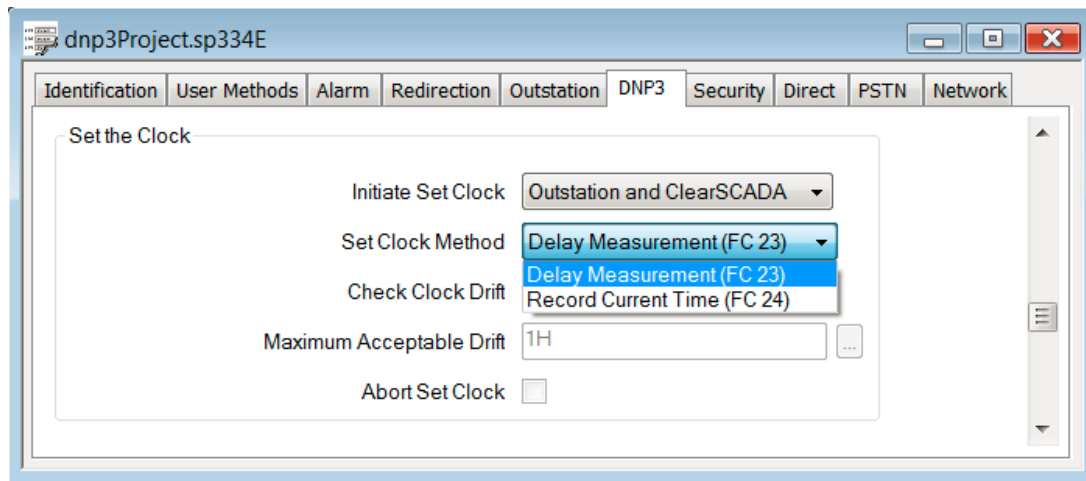 dnp3Project.sp334E
Identification User Methods Alarm Redirection Outstation DNP3 Security Direct PSTN Network
Set the Clock
Initiate Set Clock Outstation and ClearSCADA
Set Clock Method Delay Measurement (FC 23)
Delay Measurement (FC 23)
Check Clock Drift
Record Current Time (FC 24)
Maximum Acceptable Drift 1H ...
Abort Set Clock